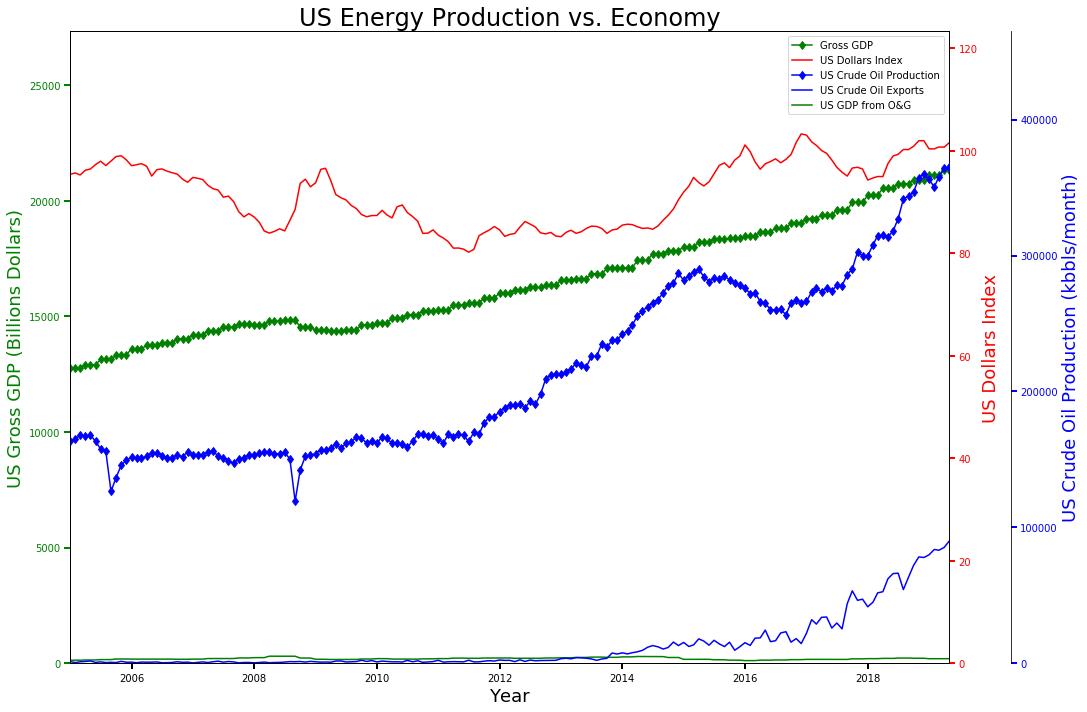 US Energy Production vs. Economy
Gross GDP
US Dollars Index
US Crude Oil Production
US Crude Oil Exports
US GDP from O&G
US Gross GDP (Billions Dollars)
25000
20000
15000
10000
5000
0
120
100
80
60
40
20
0
US Dollars Index
400000
300000
200000
100000
0
US Crude Oil Production (kbbls/month)
2006
2008
2010
2012
2014
2016
2018
Year